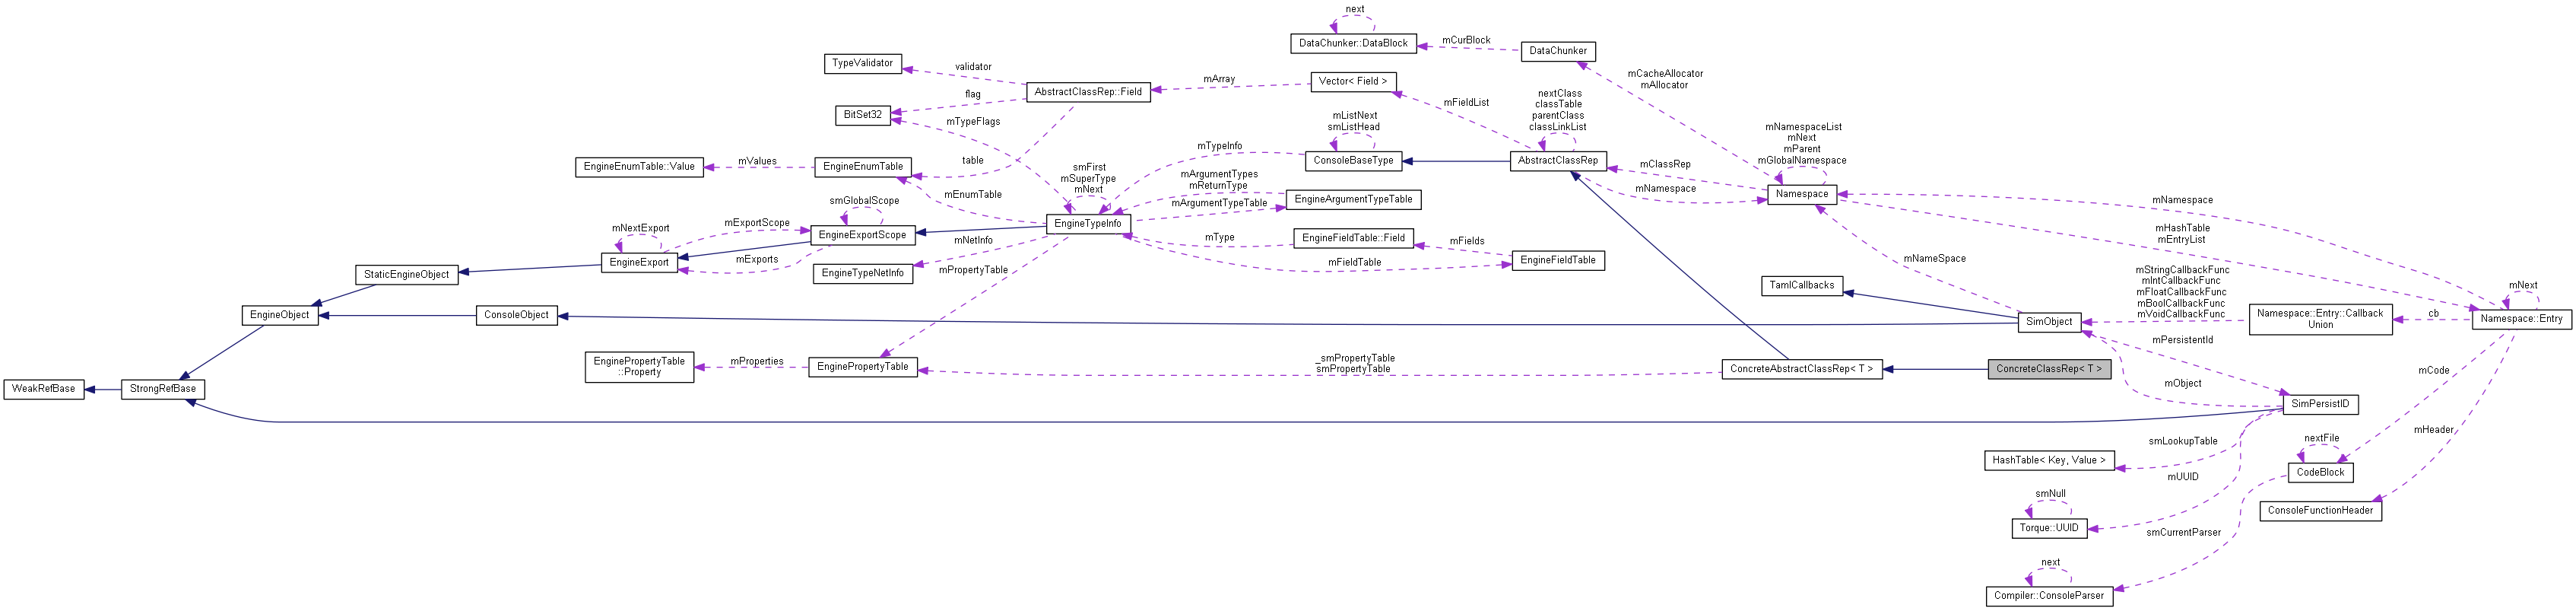 next
DataChunker::DataBlock
mCurBlock
DataChunker
TypeValidator
validator
flag
AbstractClassRep::Field
mArray
Vector< Field >
mCacheAllocator
mAllocator
BitSet32
mTypeFlags
mFieldList
nextClass
classTable
parentClass
classLinkList
mListNext
smListHead
mNamespaceList
mNext
mParent
mGlobalNamespace
EngineEnumTable::Value
mValues
EngineEnumTable
table
mEnumTable
smFirst
mSuperType
mNext
mTypeInfo
ConsoleBaseType
AbstractClassRep
mClassRep
mNamespace
Namespace
mArgumentTypes
mReturnType
mArgumentTypeTable
EngineArgumentTypeTable
mNamespace
smGlobalScope
mNextExport
mExportScope
EngineExportScope
EngineTypeInfo
mHashTable
mEntryList
mExports
EngineExport
mNetInfo
mType
EngineFieldTable::Field
mFields
EngineFieldTable
mFieldTable
mNameSpace
StaticEngineObject
EngineTypeNetInfo
mPropertyTable
TamlCallbacks
mStringCallbackFunc
mIntCallbackFunc
mFloatCallbackFunc
mBoolCallbackFunc
mVoidCallbackFunc
mNext
EngineObject
ConsoleObject
SimObject
Namespace::Entry::Callback
Union
cb
Namespace::Entry
EnginePropertyTable
::Property
mProperties
EnginePropertyTable
_smPropertyTable
smPropertyTable
ConcreteAbstractClassRep< T >
ConcreteClassRep< T >
mPersistentId
mObject
mCode
WeakRefBase
StrongRefBase
SimPersistID
smLookupTable
mHeader
nextFile
HashTable< Key, Value >
mUUID
CodeBlock
smNull
Torque::UUID
ConsoleFunctionHeader
smCurrentParser
next
Compiler::ConsoleParser